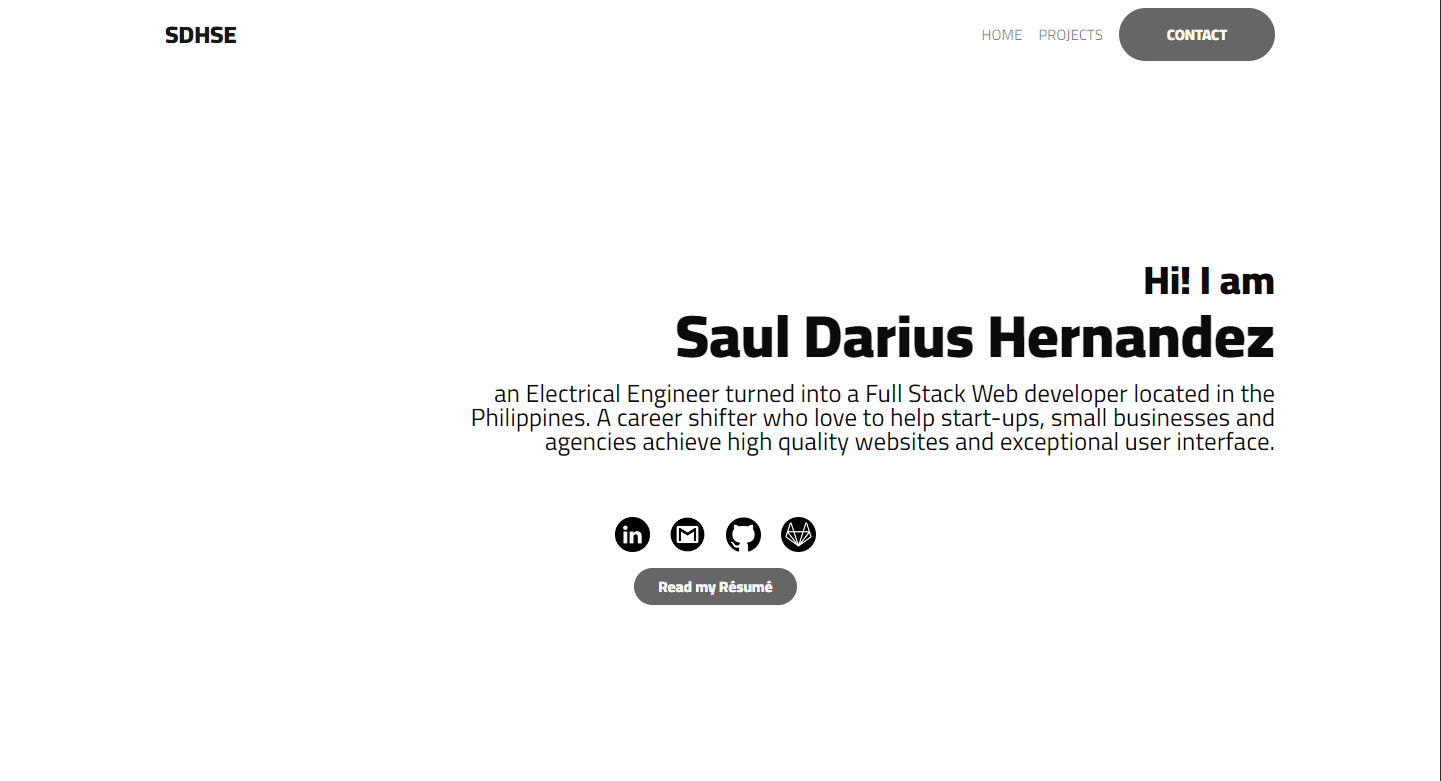 SDHSE
HOME PROJECTS CONTACT
Hi! I am
Saul Darius Hernandez
an Electrical Engineer turned into a Full Stack Web developer located in the
Philippines. A career shifter who love to help start-ups, small businesses and
agencies achieve high quality websites and exceptional user interface.
in
Read my Résumé